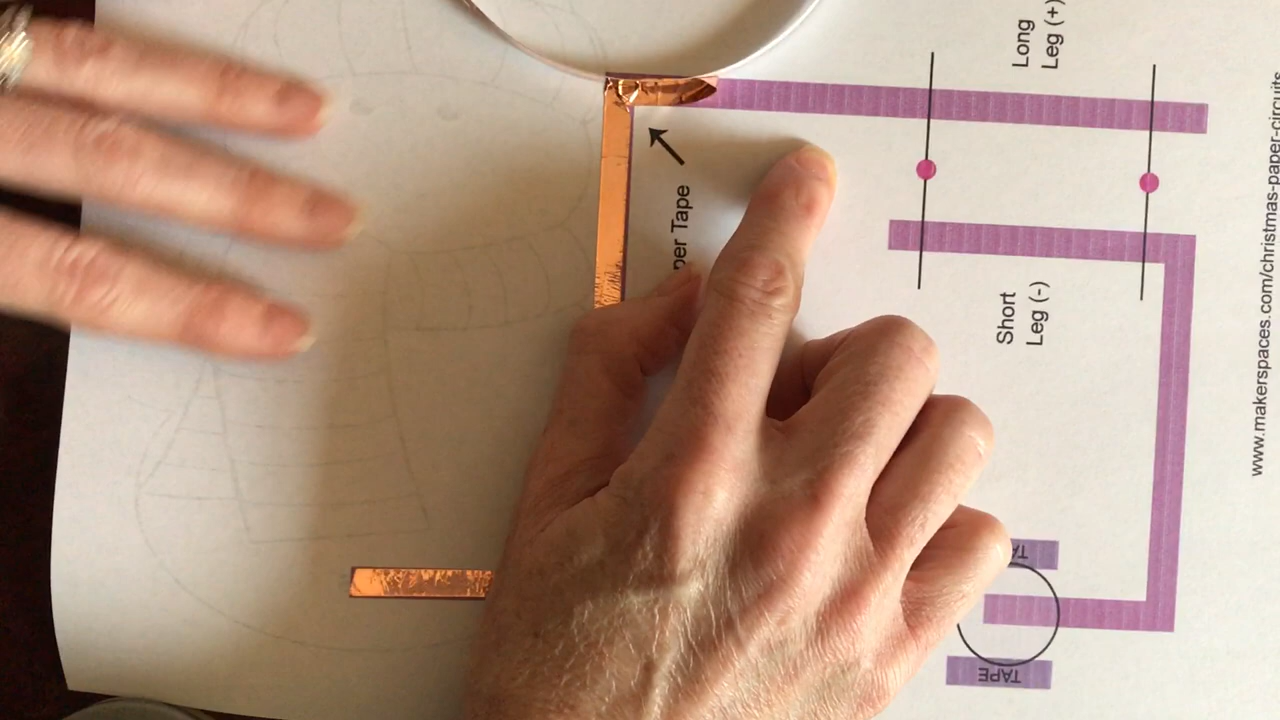 Long
Leg (+)
per Tape
Short
Leg (-)
TAPE
TAPE
www.makerspaces.com/christmas-paper-circuits